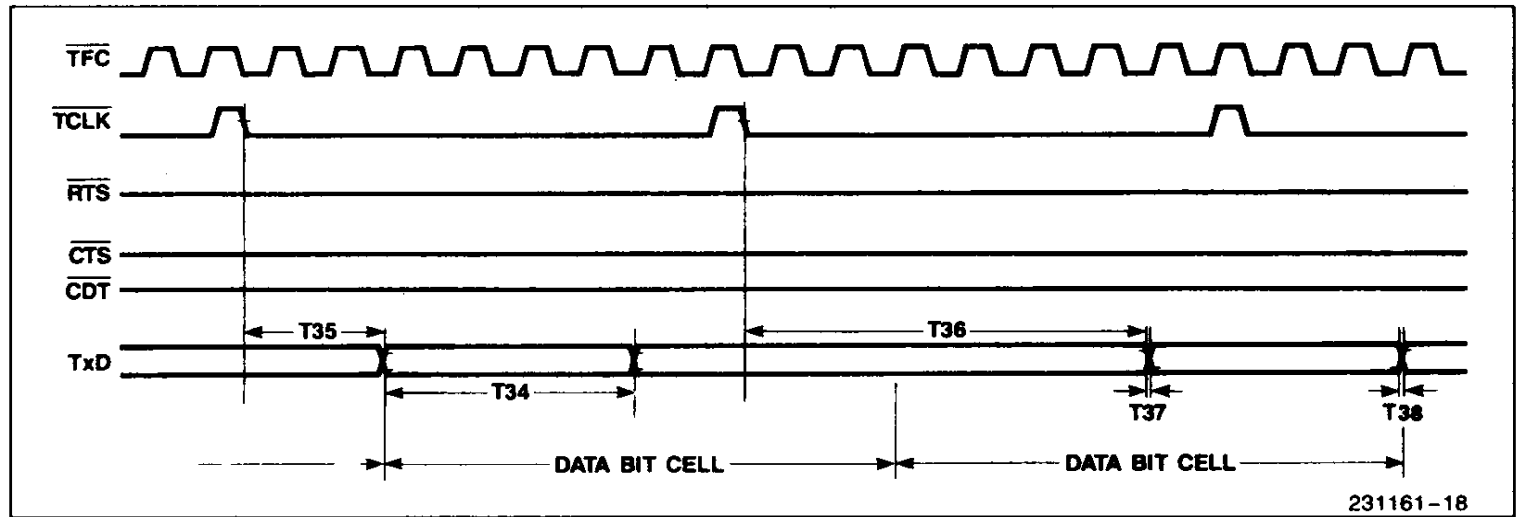 TFC
TCLK
RTS
CTS
CDT
T35
T36
TxD
T34
T37
T38
DATA BIT CELL
DATA BIT CELL
231161-18